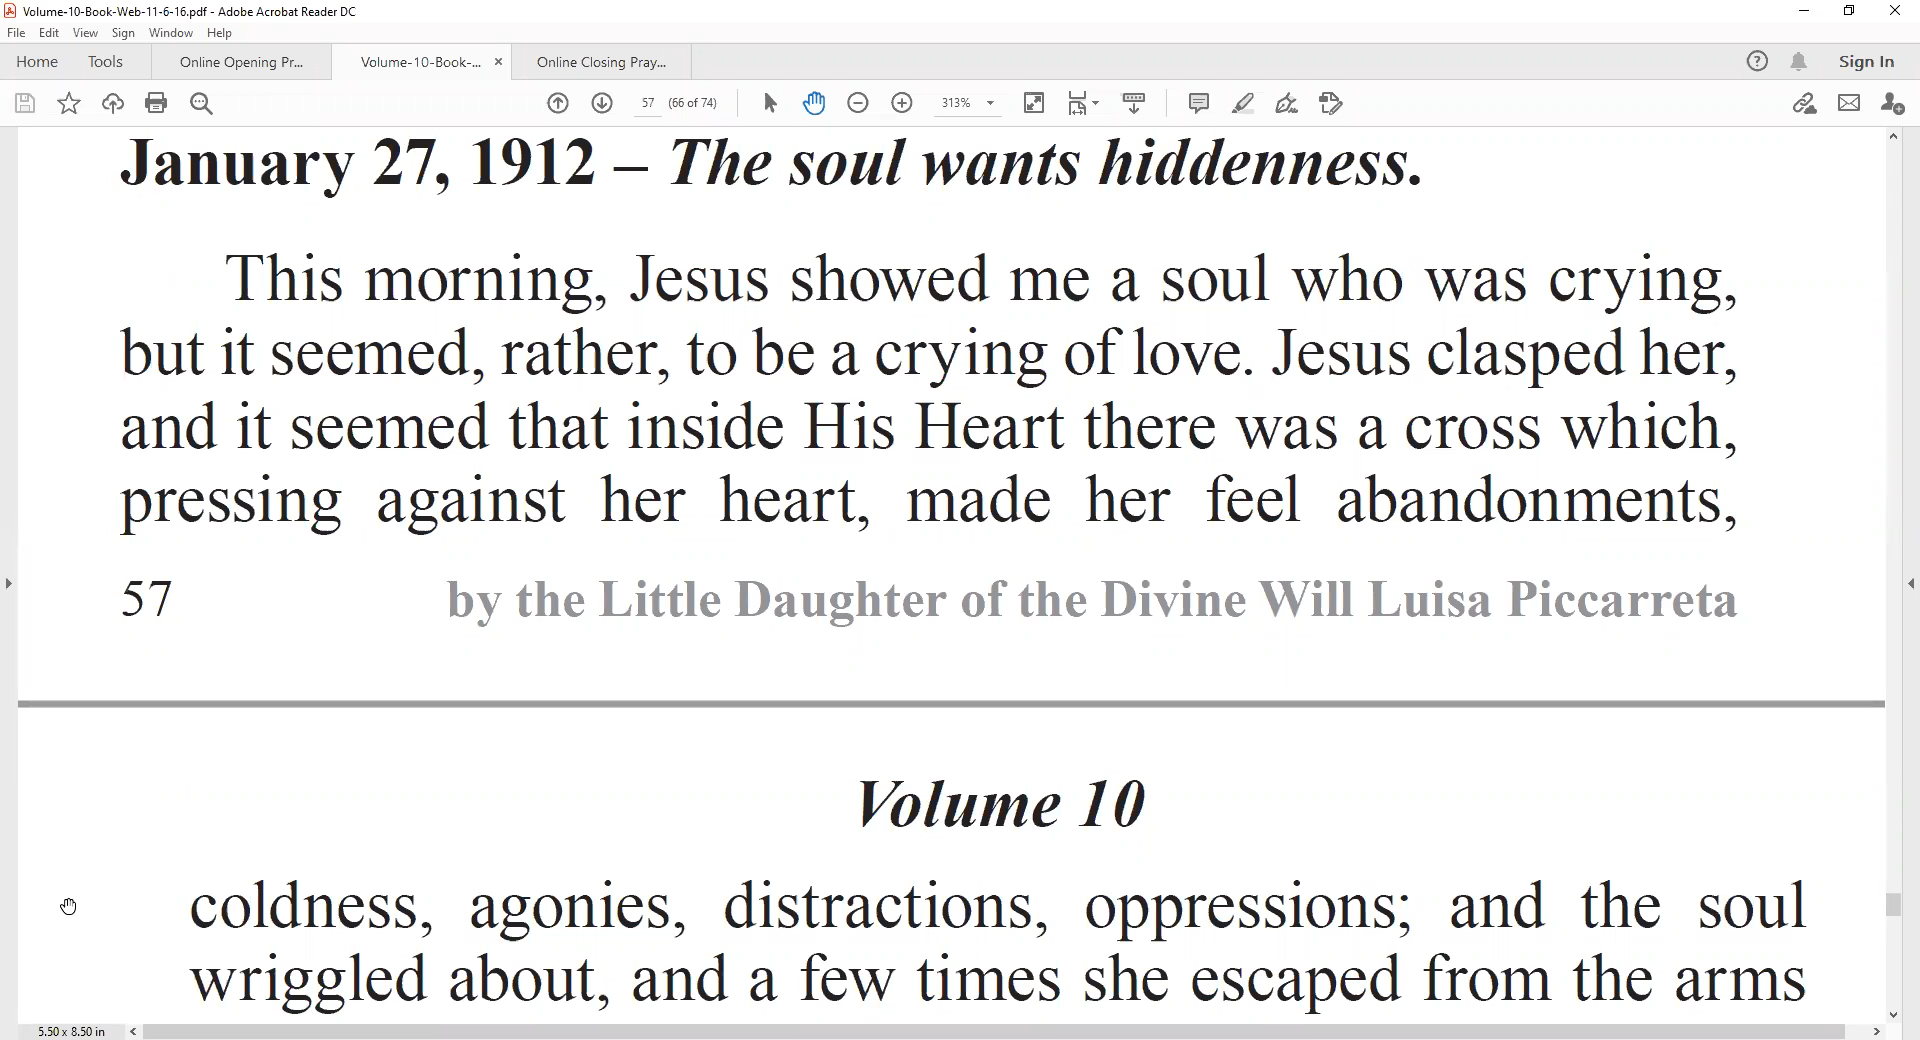 Volume-10-Book-Web-11-6-16.pdf - Adobe Acrobat Reader DC
File Edit View Sign Window Help
Home Tools Online Opening Pr... Volume-10-Book-... × Online Closing Pray... Sign In
57 (66 of 74) 313%
January 27, 1912 – The soul wants hiddenness.
This morning, Jesus showed me a soul who was crying,
but it seemed, rather, to be a crying of love. Jesus clasped her,
and it seemed that inside His Heart there was a cross which,
pressing against her heart, made her feel abandonments,
57 by the Little Daughter of the Divine Will Luisa Piccarreta
Volume 10
coldness, agonies, distractions, oppressions; and the soul
wriggled about, and a few times she escaped from the arms
5.50 x 8.50 in